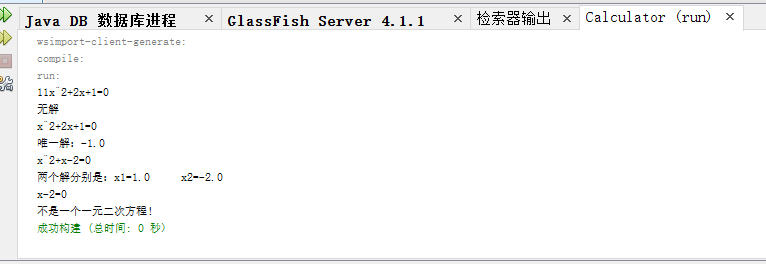 Java DB 数据库进程 × GlassFish Server 4.1.1 × 检索器输出 × Calculator (run) ×
wsimport-client-generate:
compile:
run:
11x^2+2x+1=0
无解
x^2+2x+1=0
唯一解：-1.0
x^2+x-2=0
两个解分别是：x1=1.0 x2=-2.0
x-2=0
不是一个一元二次方程！
成功构建 (总时间: 0 秒)